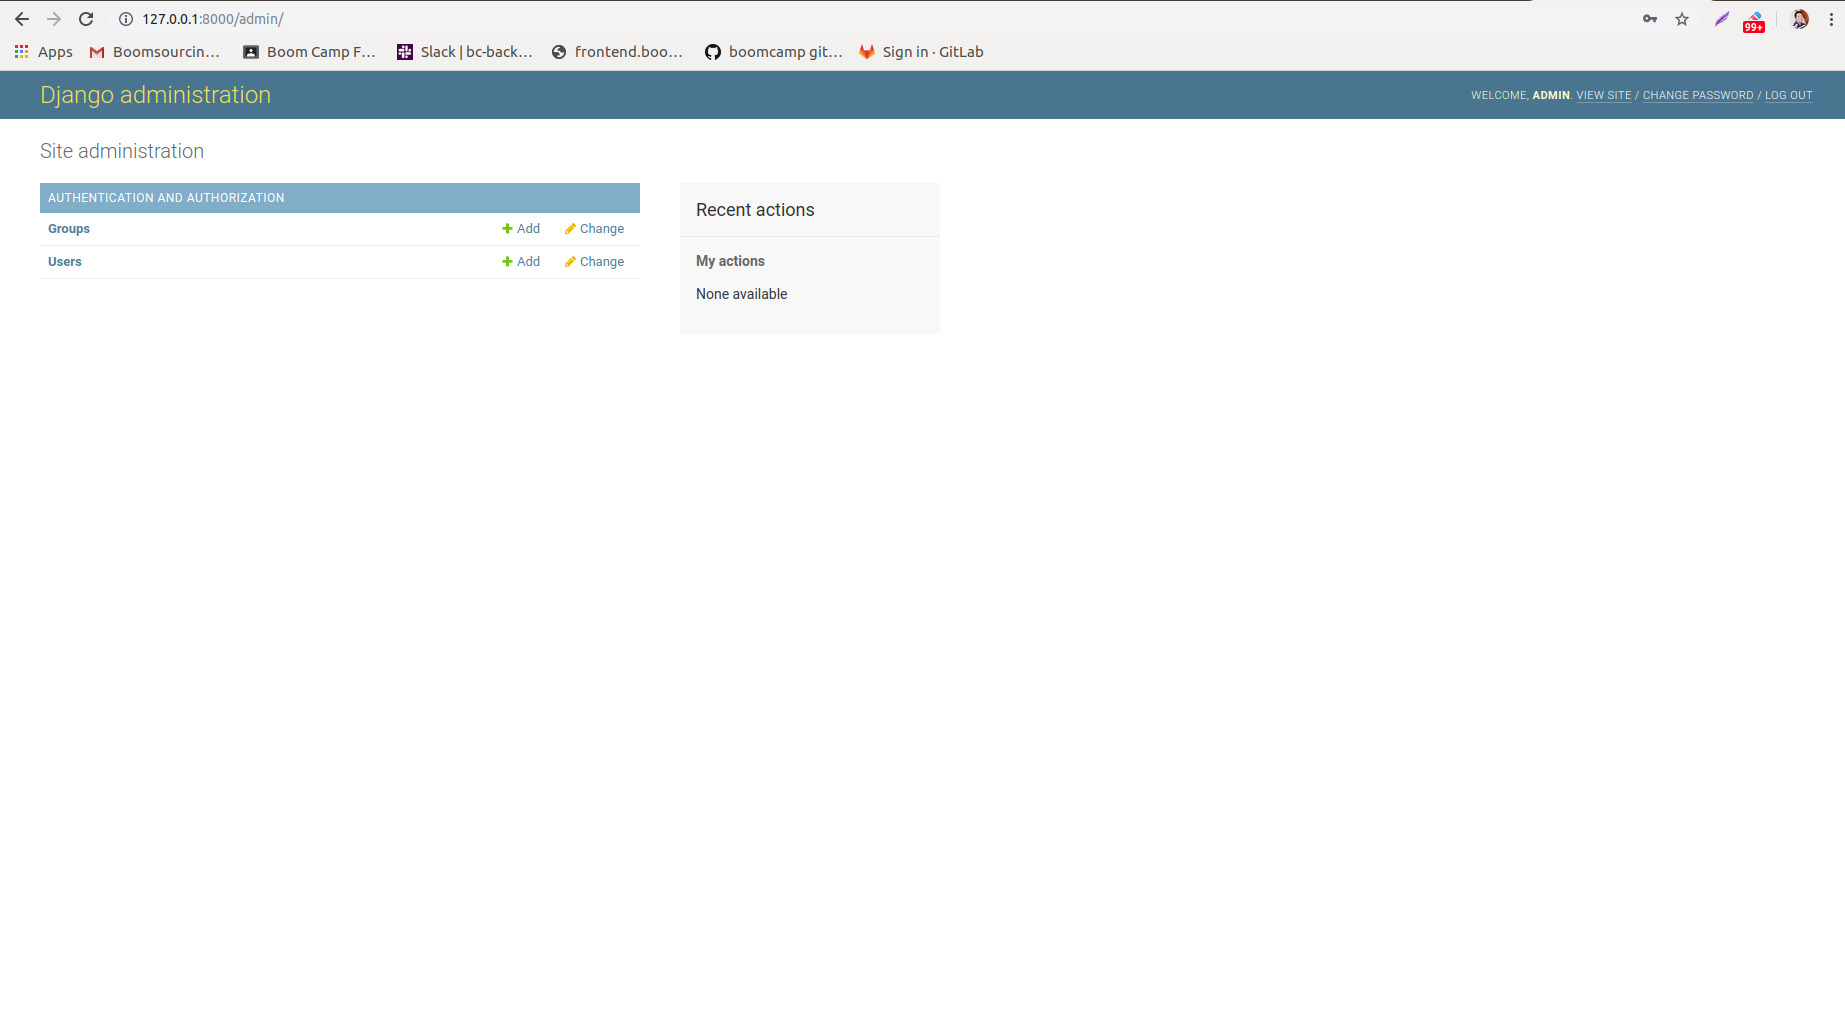 127.0.0.1:8000/admin/
99+
Apps Boomsourcin... Boom Camp F... Slack | bc-back... frontend.boo... boomcamp git... Sign in · GitLab
Django administration
WELCOME, ADMIN. VIEW SITE / CHANGE PASSWORD / LOG OUT
Site administration
AUTHENTICATION AND AUTHORIZATION
Groups Add Change
Users Add Change
Recent actions
My actions
None available